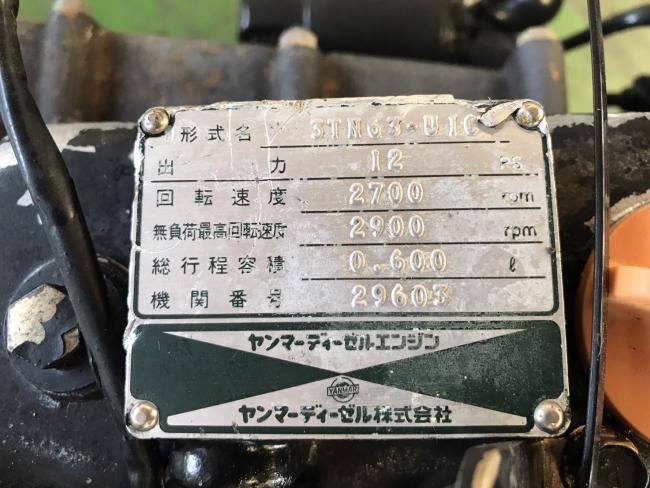 形式名 3TN63-U1C
出力 12 PS
回転速度 2700 rpm
無負荷最高回転速度 2900 rpm
総行程容積 0.600 ℓ
機関番号 29603
ヤンマーディーゼルエンジン
YANMAR
ヤンマーディーゼル株式会社